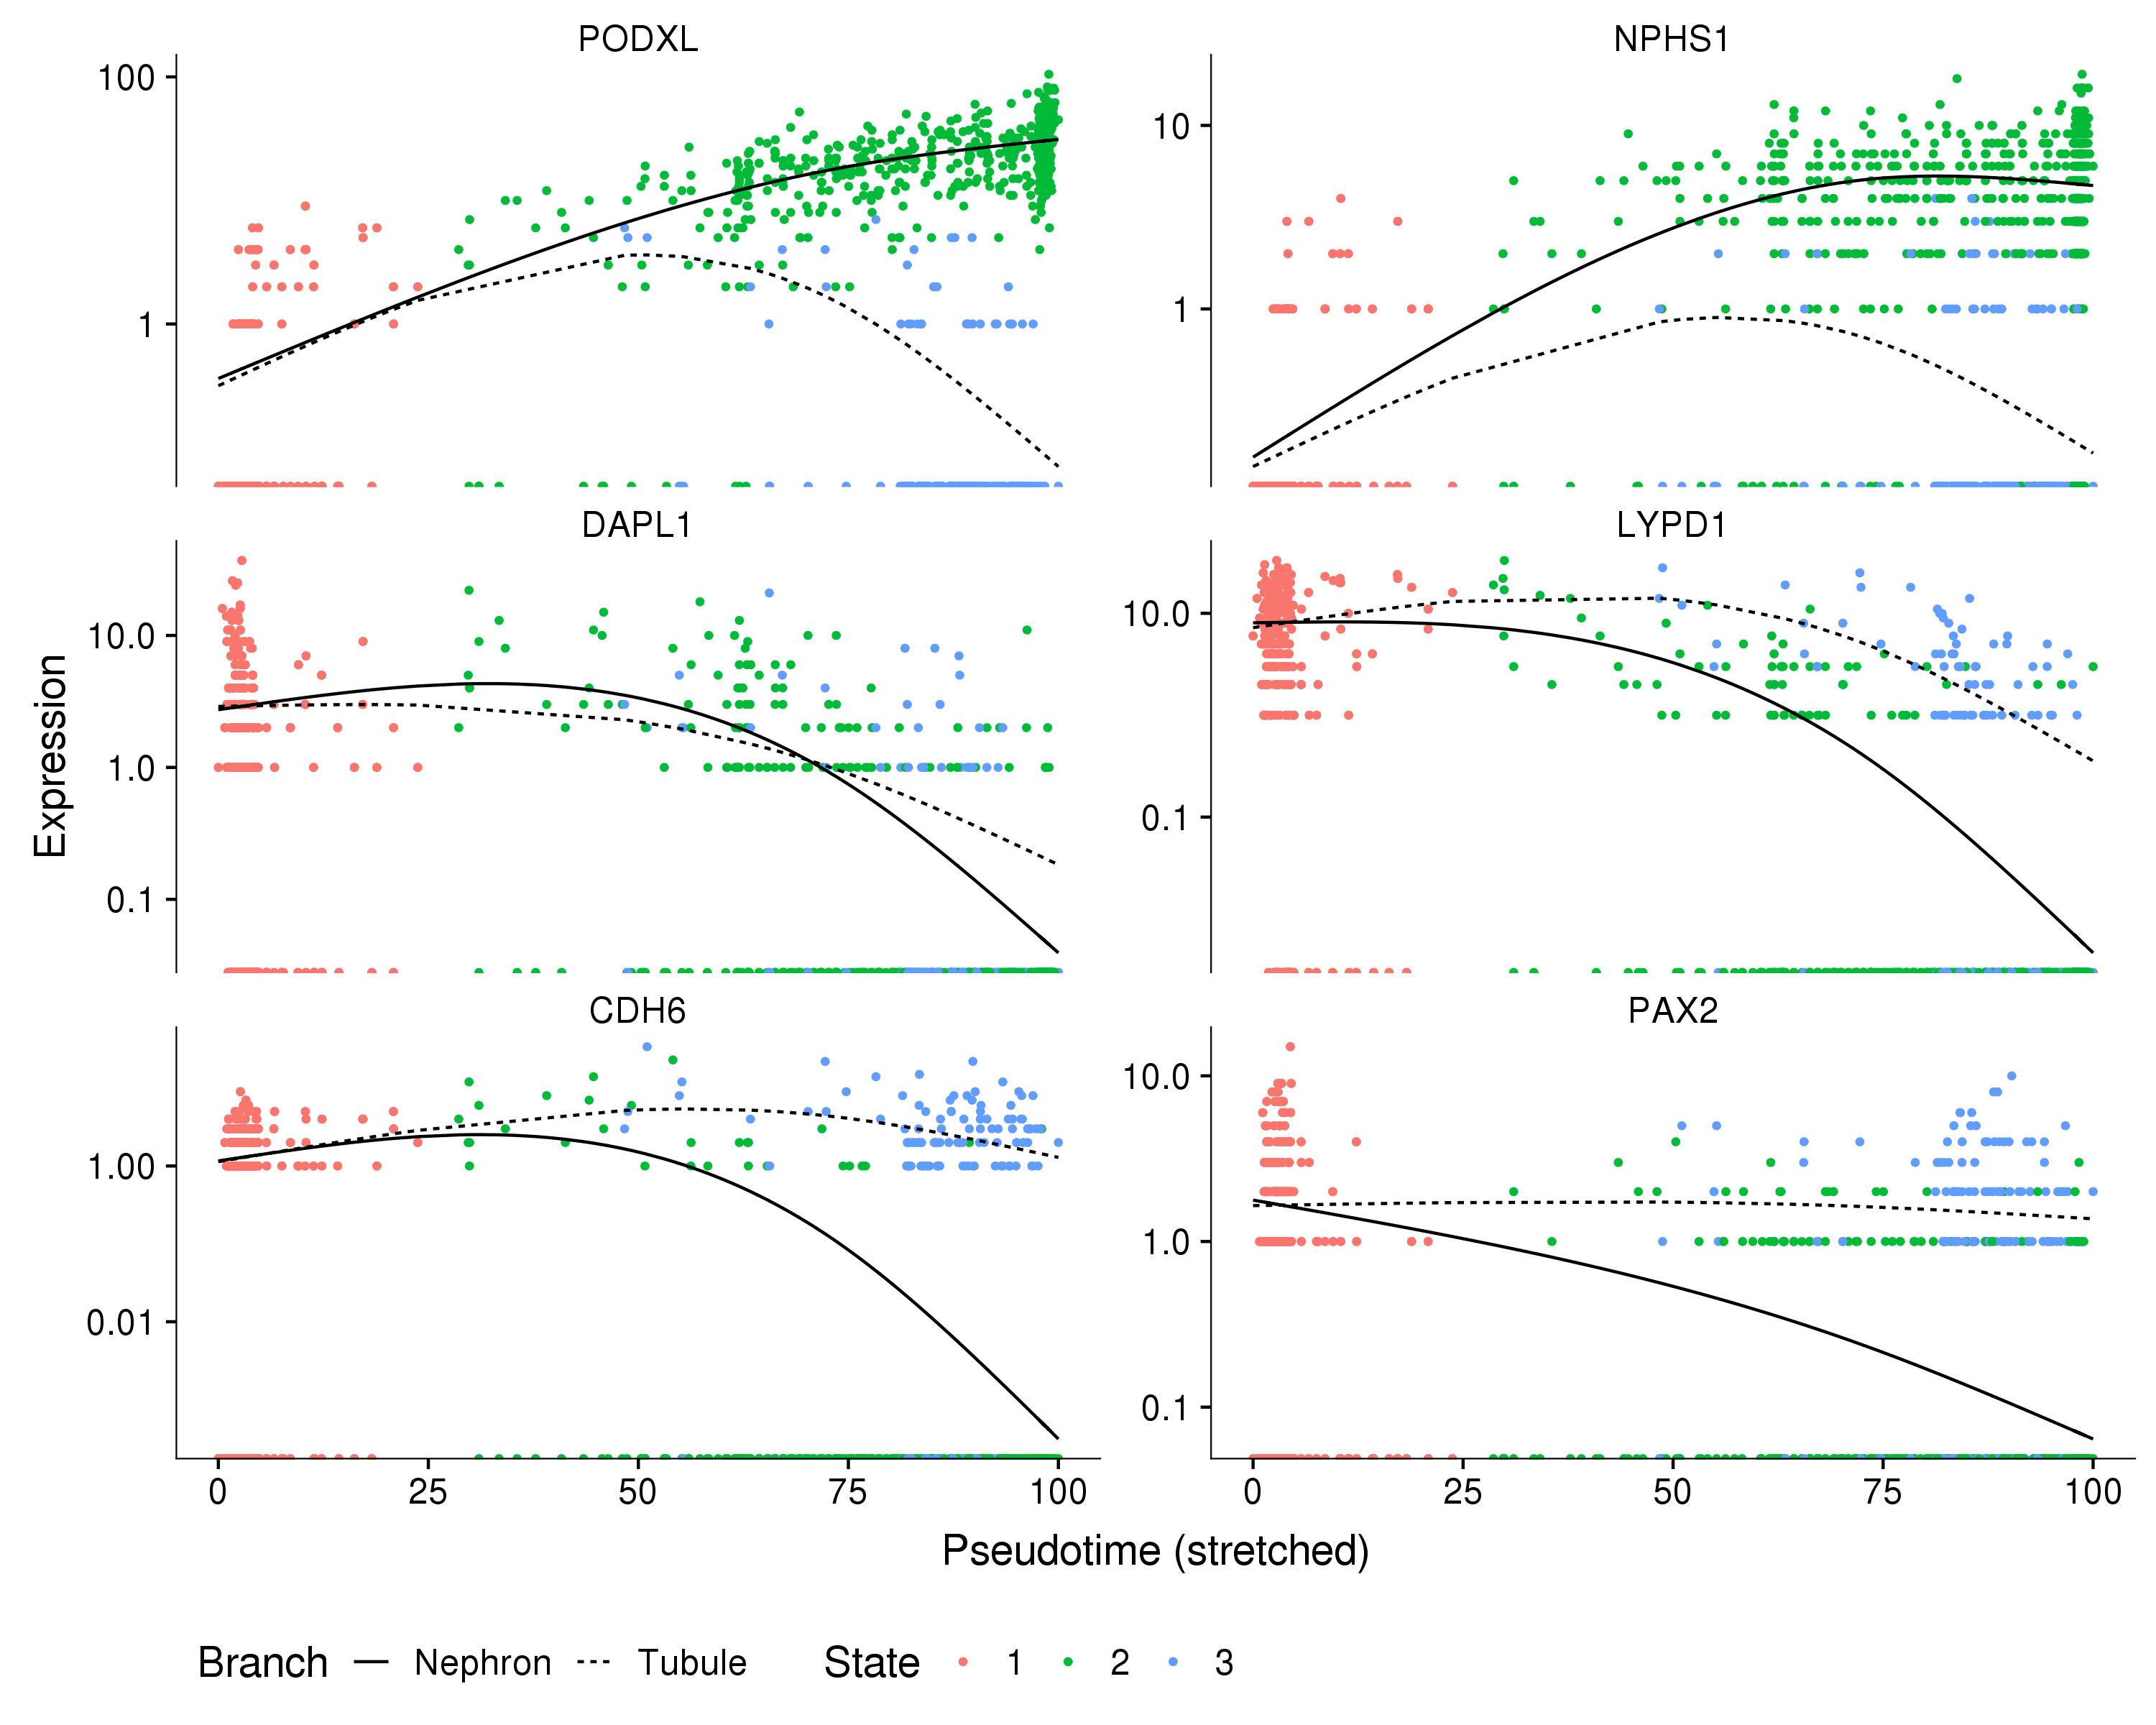 PODXL
NPHS1
100
1
10
1
DAPL1
LYPD1
10.0
1.0
0.1
10.0
0.1
Expression
CDH6
PAX2
1.00
0.01
10.0
1.0
0.1
0 25 50 75 100
0 25 50 75 100
Pseudotime (stretched)
Branch Nephron Tubule State 1 2 3